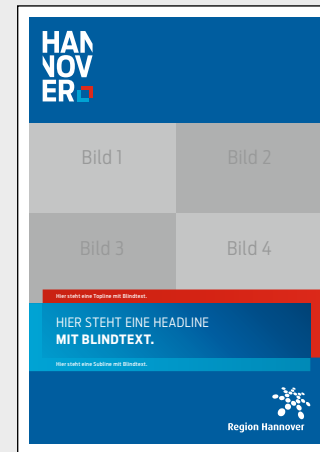 HAN
NOV
ER
Bild 1
Bild 2
Bild 3
Bild 4
Hier steht eine Topline mit Blindtext.
HIER STEHT EINE HEADLINE
MIT BLINDTEXT.
Hier steht eine Subline mit Blindtext.
Region Hannover